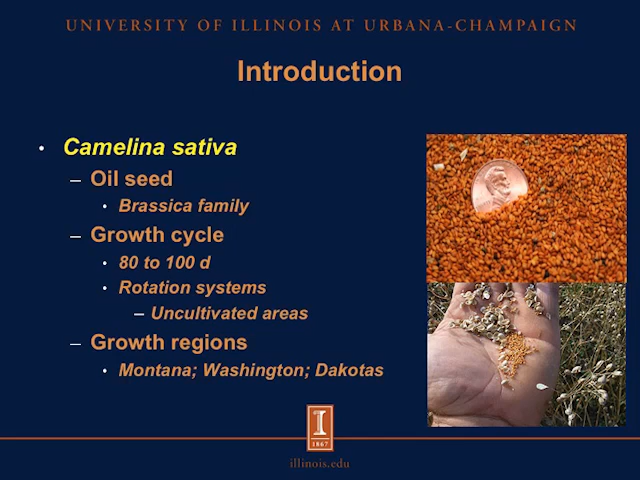 UNIVERSITY OF ILLINOIS AT URBANA-CHAMPAIGN
Introduction
• Camelina sativa
– Oil seed
• Brassica family
– Growth cycle
• 80 to 100 d
• Rotation systems
– Uncultivated areas
– Growth regions
• Montana; Washington; Dakotas
I
1867
illinois.edu